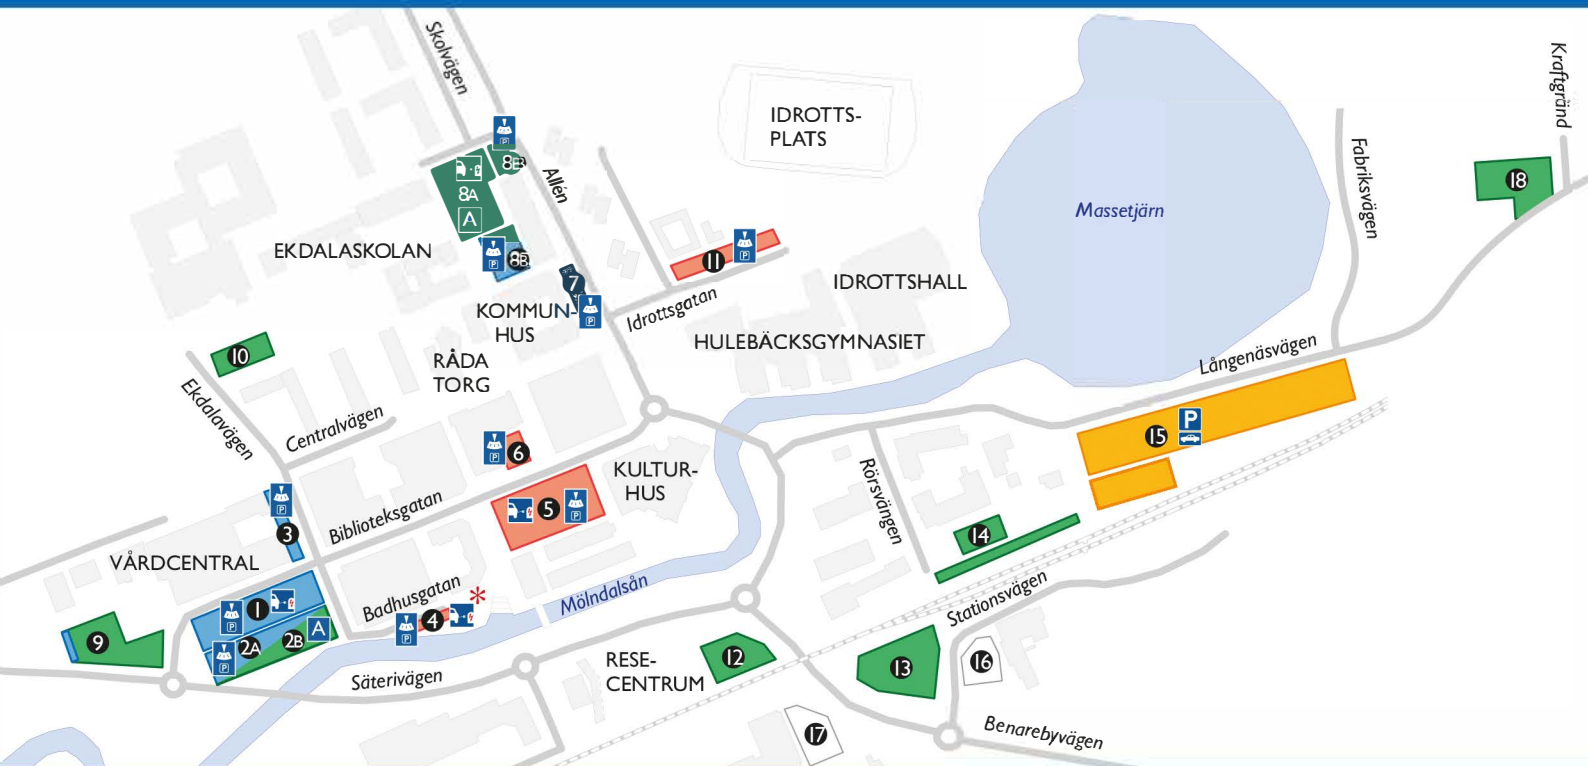 Skolvägen
Kraftgränd
IDROTTS-
PLATS
P
8B
Fabriksvägen
8A
Allén
18
A
Massetjärn
EKDALASKOLAN
P
8B
11
P
IDROTTSHALL
7
KOMMUN-
HUS
P
Idrottsgatan
HULEBÄCKSGYMNASIET
10
RÅDA
TORG
Långenäsvägen
Ekdalavägen
Centralvägen
P
6
15
P
KULTUR-
HUS
Rörsvängen
P
3
Biblioteksgatan
5
P
14
VÅRDCENTRAL
Badhusgatan
*
Mölndalsån
Stationsvägen
P
1
P
4
9
P
2A
2B
A
RESE-
CENTRUM
12
13
16
Säterivägen
17
Benarebyvägen